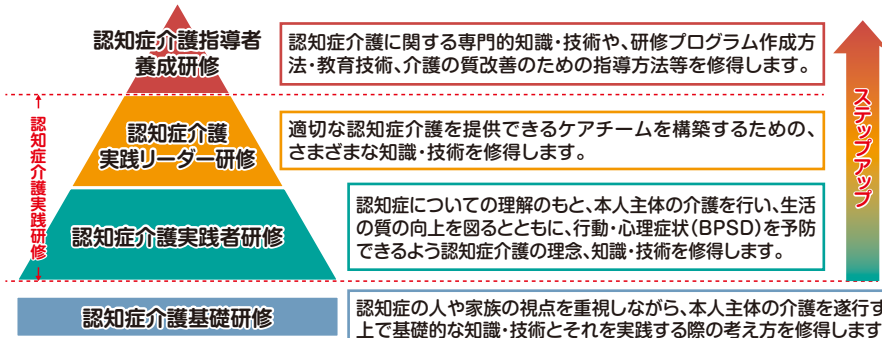 認知症介護指導者
養成研修
認知症介護に関する専門的知識・技術や、研修プログラム作成方
法・教育技術、介護の質改善のための指導方法等を修得します。
認知症介護実践研修
認知症介護
実践リーダー研修
適切な認知症介護を提供できるケアチームを構築するための、
さまざまな知識・技術を修得します。
認知症介護実践者研修
認知症についての理解のもと、本人主体の介護を行い、生活
の質の向上を図るとともに、行動・心理症状(BPSD)を予防
できるよう認知症介護の理念、知識・技術を修得します。
ステップアップ
認知症介護基礎研修
認知症の人や家族の視点を重視しながら、本人主体の介護を遂行す
上で基礎的な知識・技術とそれを実践する際の考え方を修得します